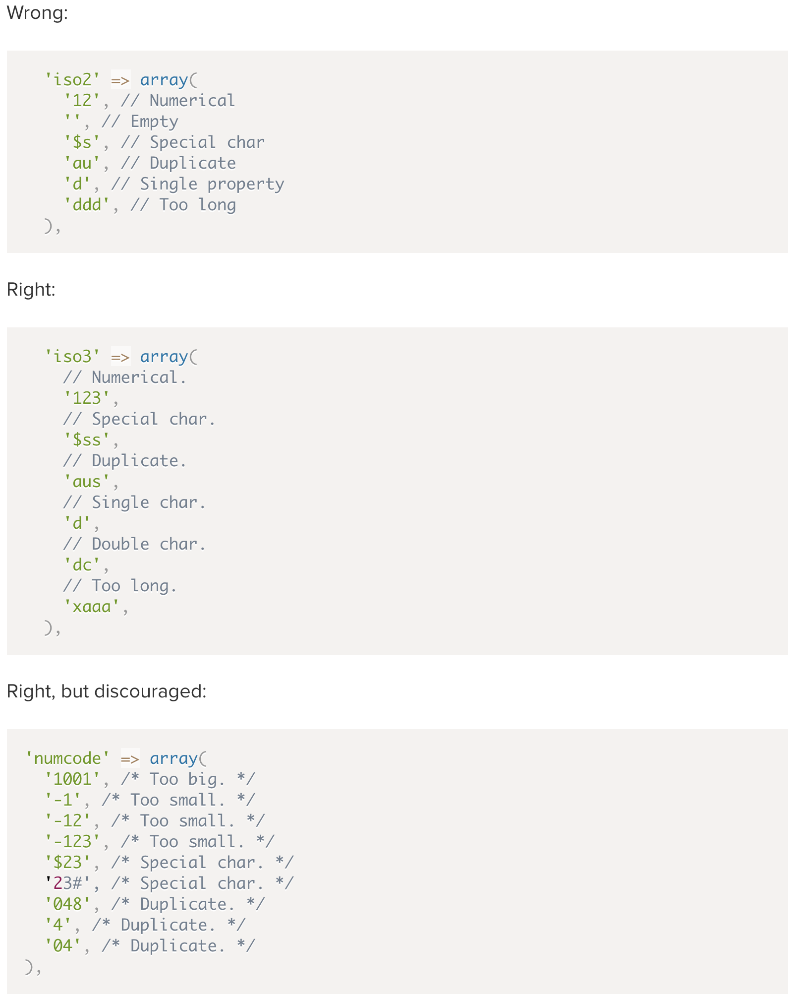 Wrong:
'iso2' => array(
'12', // Numerical
'', // Empty
'$s', // Special char
'au', // Duplicate
'd', // Single property
'ddd', // Too long
),
Right:
'iso3' => array(
// Numerical.
'123',
// Special char.
'$ss',
// Duplicate.
'aus',
// Single char.
'd',
// Double char.
'dc',
// Too long.
'xaaa',
),
Right, but discouraged:
'numcode' => array(
'1001', /* Too big. */
'-1', /* Too small. */
'-12', /* Too small. */
'-123', /* Too small. */
'$23', /* Special char. */
'23#', /* Special char. */
'048', /* Duplicate. */
'4', /* Duplicate. */
'04', /* Duplicate. */
),